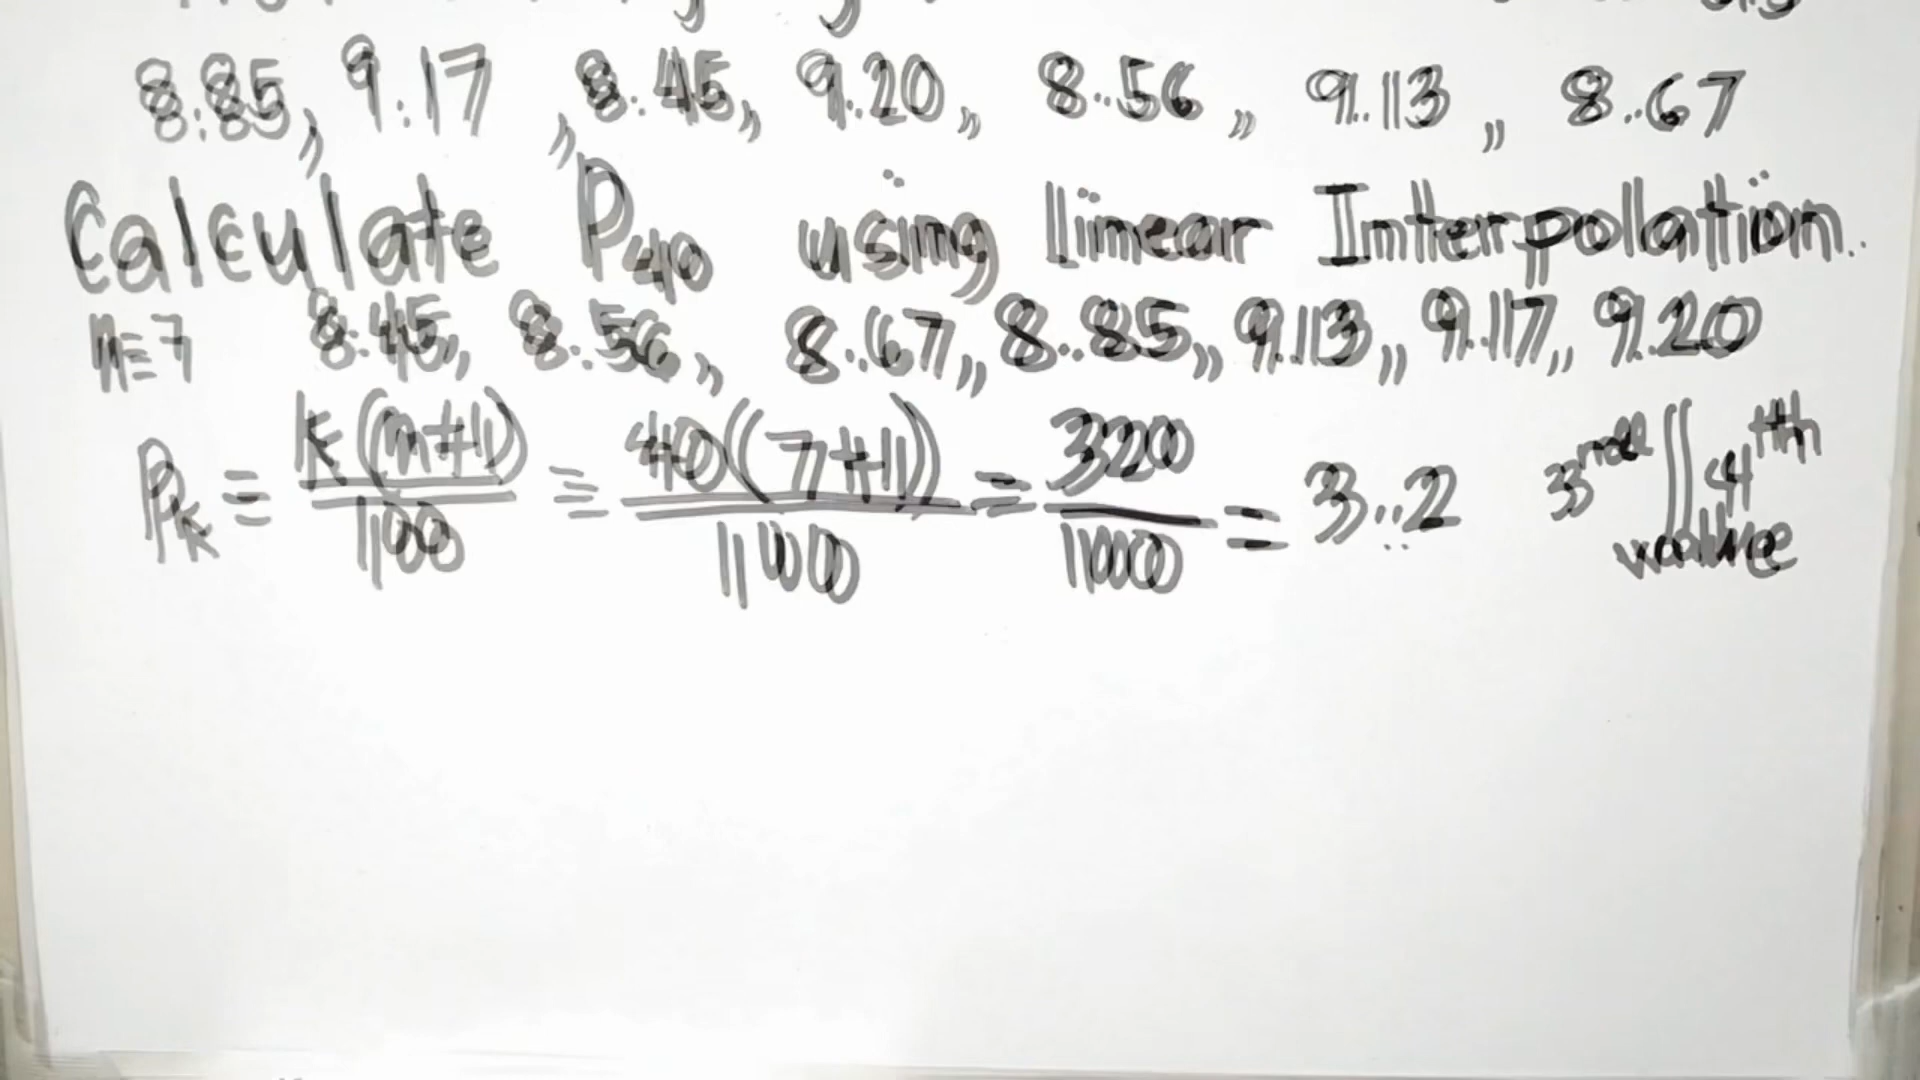 8.85, 9.17, 8.45, 9.20, 8.56, 9.13, 8.67
Calculate P40 using linear Interpolation.
n=7 8.45, 8.56, 8.67, 8.85, 9.13, 9.17, 9.20
Pk = k(n+1)/100 = 40(7+1)/100 = 320/100 = 3.2 3rd/4th value